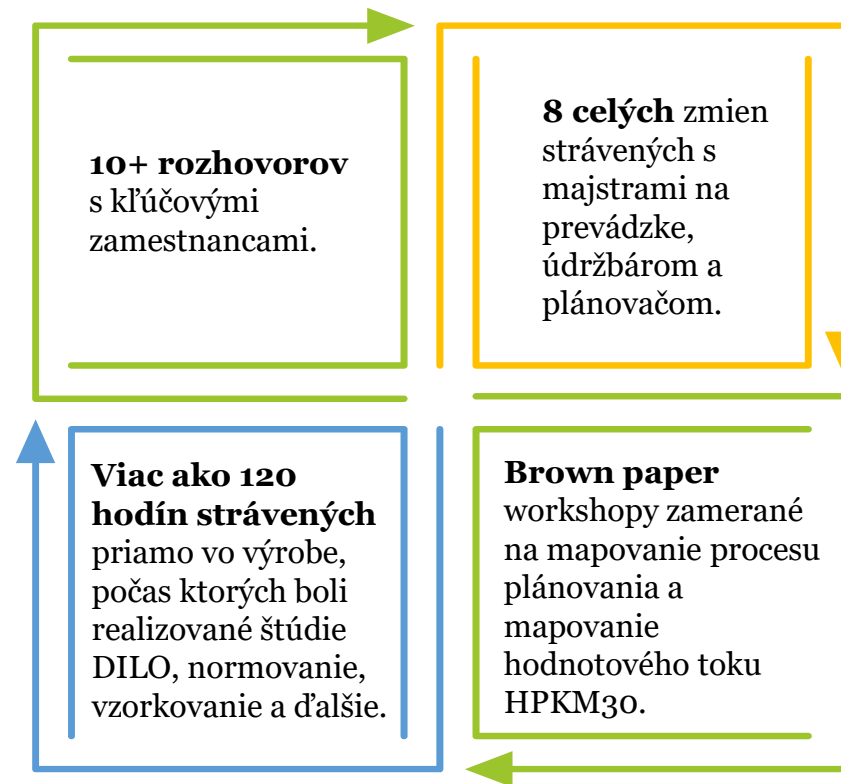 10+ rozhovorov
s kľúčovými
zamestnancami.
8 celých zmien
strávených s
majstrami na
prevádzke,
údržbárom a
plánovačom.
Viac ako 120
hodín strávených
priamo vo výrobe,
počas ktorých boli
realizované štúdie
DILO, normovanie,
vzorkovanie a ďalšie.
Brown paper
workshopy zamerané
na mapovanie procesu
plánovania a
mapovanie
hodnotového toku
HPKM30.